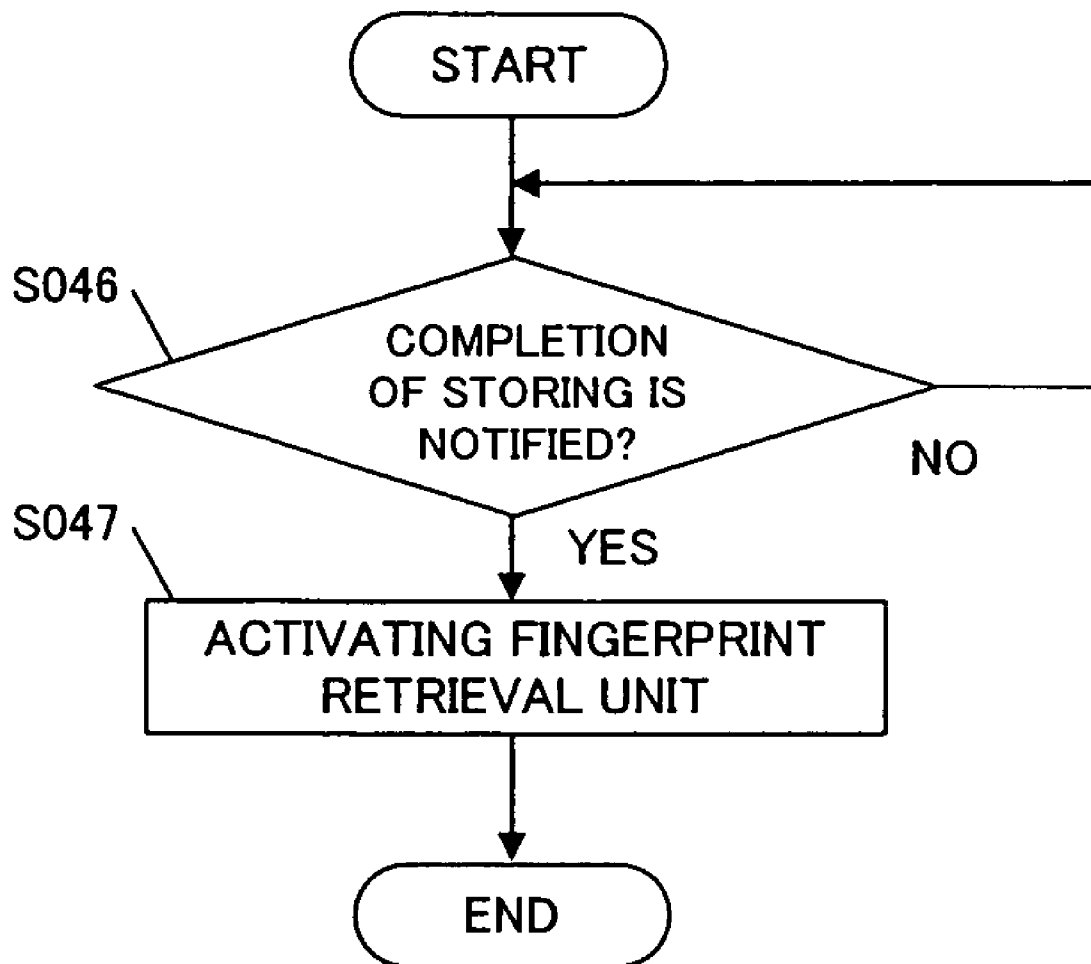 START
S046
COMPLETION
OF STORING IS
NOTIFIED?
NO
S047
YES
ACTIVATING FINGERPRINT
RETRIEVAL UNIT
END